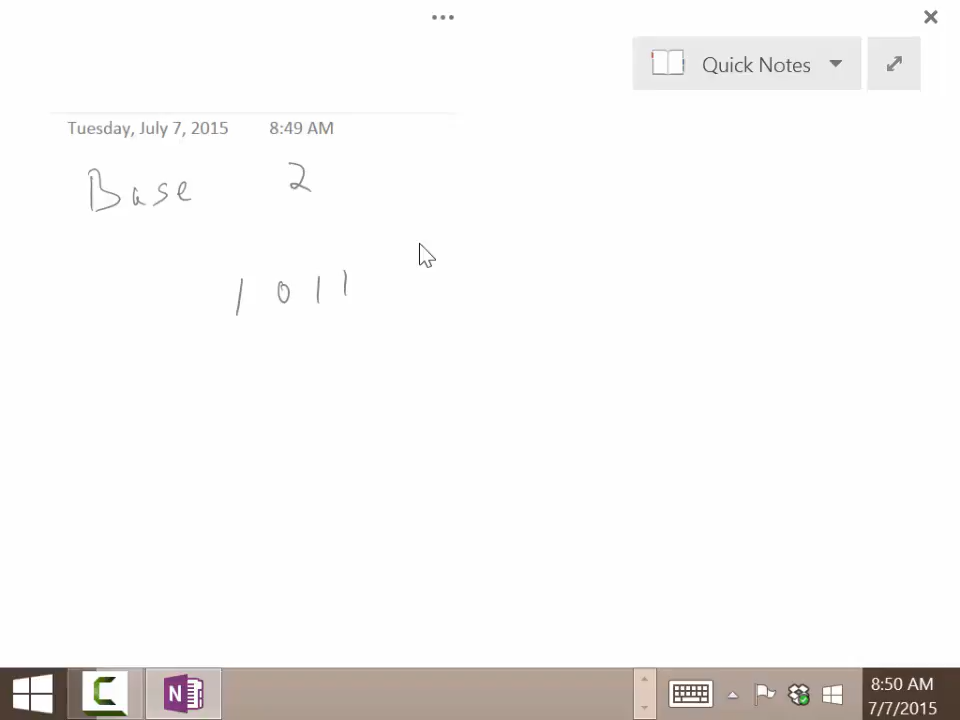 Quick Notes
Tuesday, July 7, 2015 8:49 AM
Base 2
1011
N
8:50 AM
7/7/2015